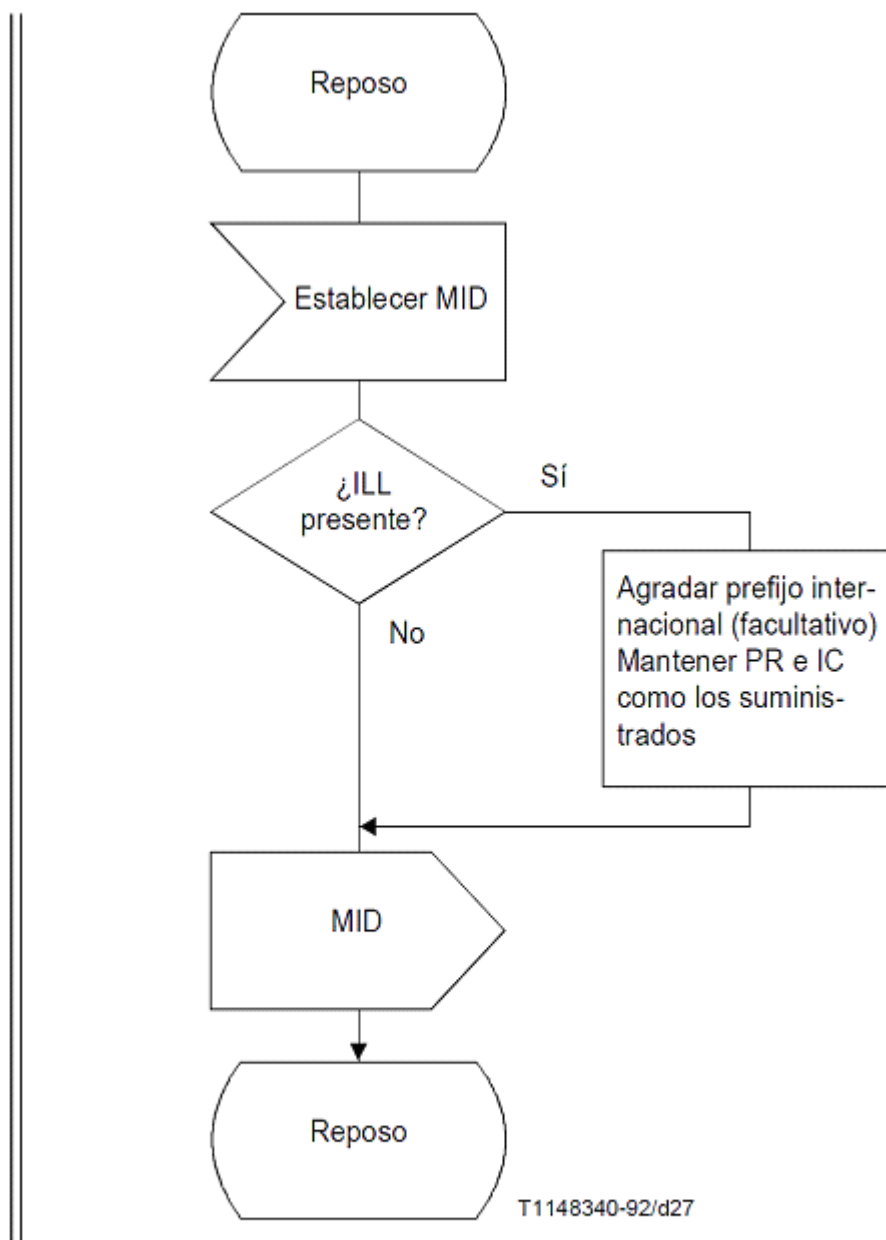 Reposo
Establecer MID
¿ILL
presente?
Sí
No
Agradar prefijo inter-
nacional (facultativo)
Mantener PR e IC
como los suminis-
trados
MID
Reposo
T1148340-92/d27